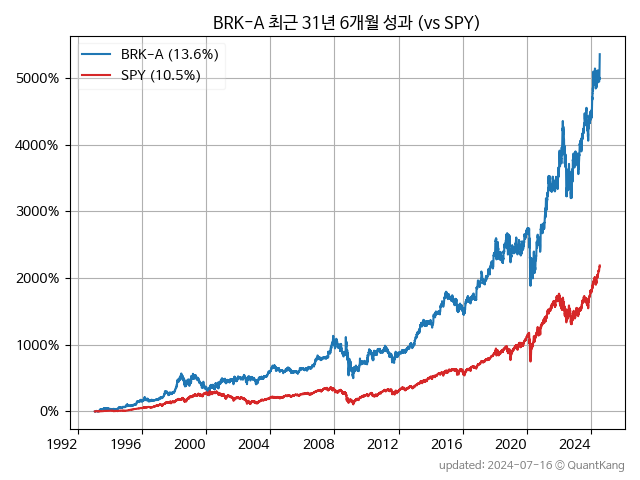 BRK-A 최근 31년 6개월 성과 (vs SPY)
BRK-A (13.6%)
SPY (10.5%)
5000%
4000%
3000%
2000%
1000%
0%
1992 1996 2000 2004 2008 2012 2016 2020 2024
updated: 2024-07-16 © QuantKang